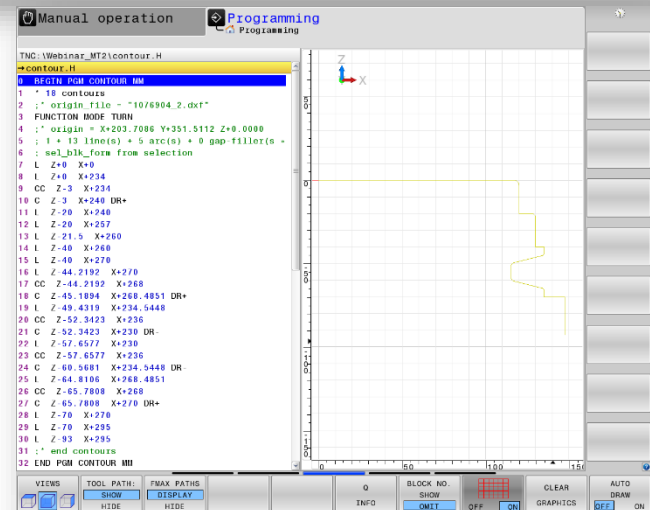 Manual operation
Programming
Programming
TNC:\Webinar_MT2\contour.H
→contour.H
0 BEGIN PGM CONTOUR MM
1 * 18 contours
2 ;* origin_file - "1076904_2.dxf"
3 FUNCTION MODE TURN
4 ;* origin = X+203.7086 Y+351.5112 Z+0.0000
5 ; 1 + 13 line(s) + 5 arc(s) + 0 gap-filler(s +
6 ; sel_blk_form from selection
7 L Z+0 X+0
8 L Z+0 X+234
9 CC Z-3 X+234
10 C Z-3 X+240 DR+
11 L Z-20 X+240
12 L Z-20 X+257
13 L Z-21.5 X+260
14 L Z-40 X+260
15 L Z-40 X+270
16 L Z-44.2192 X+270
17 CC Z-44.2192 X+268
18 C Z-45.1894 X+268.4851 DR+
19 L Z-49.4319 X+234.5448
20 CC Z-52.3423 X+236
21 C Z-52.3423 X+230 DR-
22 L Z-57.6577 X+230
23 CC Z-57.6577 X+236
24 C Z-60.5681 X+234.5448 DR-
25 L Z-64.8106 X+268.4851
26 CC Z-65.7808 X+268
27 C Z-65.7808 X+270 DR+
28 L Z-70 X+270
29 L Z-70 X+295
30 L Z-93 X+295
31 ;* end contours
32 END PGM CONTOUR MM
Z
X
50
0
-50
-100
-150
0 50 100 150
VIEWS
TOOL PATH:
SHOW
HIDE
FMAX PATHS
DISPLAY
HIDE
Q
INFO
BLOCK NO.
SHOW
OMIT
OFF ON
CLEAR
GRAPHICS
AUTO
DRAW
OFF ON